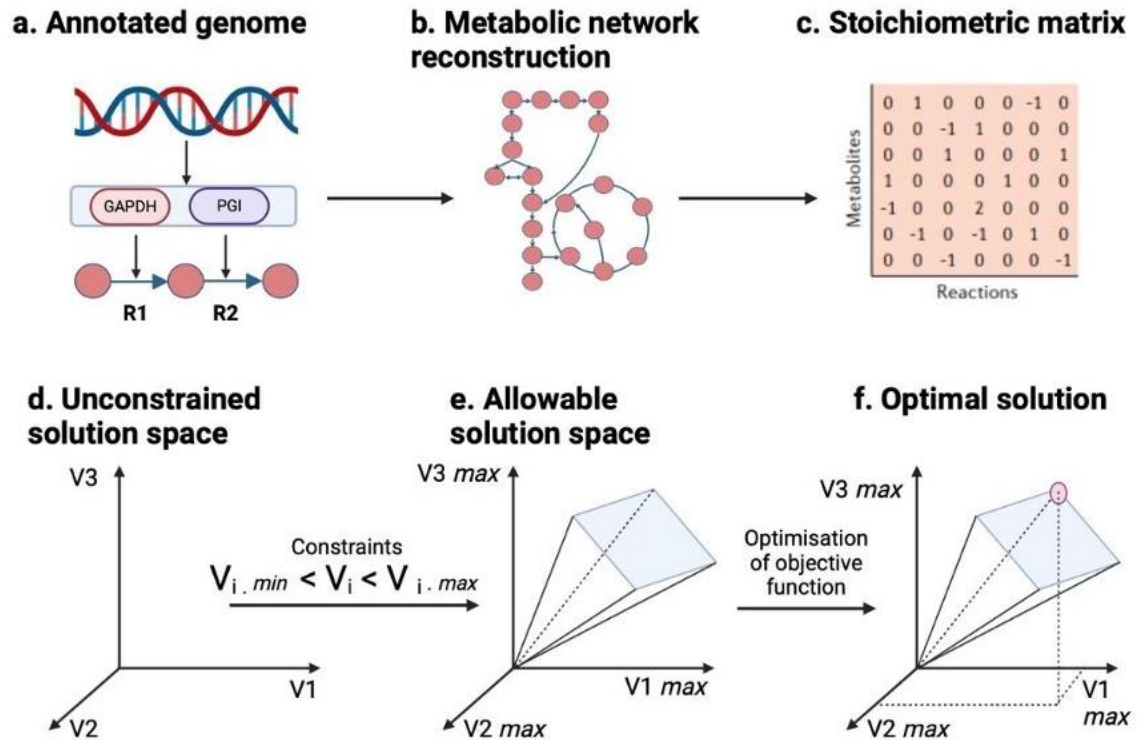 a. Annotated genome
b. Metabolic network
reconstruction
c. Stoichiometric matrix
GAPDH
PGI
R1
R2
Metabolites
0 1 0 0 0 -1 0
0 0 -1 1 0 0 0
0 0 1 0 0 0 1
1 0 0 0 1 0 0
-1 0 0 2 0 0 0
0 -1 0 -1 0 1 0
0 0 -1 0 0 0 -1
Reactions
d. Unconstrained
solution space
V3
V1
V2
Constraints
Vi. min < Vi < Vi. max
e. Allowable
solution space
V3 max
V1 max
V2 max
Optimisation
of objective
function
f. Optimal solution
V3 max
V1
max
V2 max